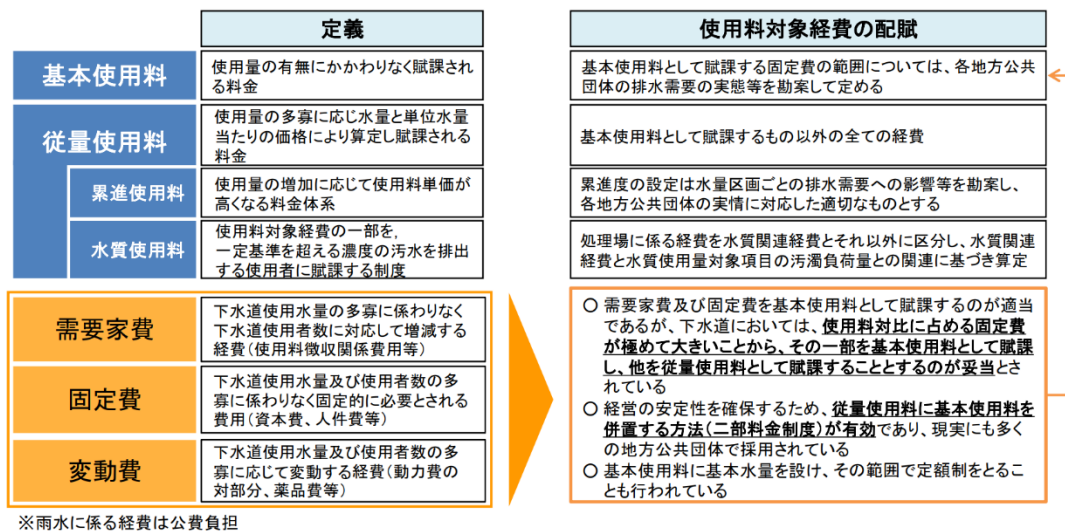 定義
使用料対象経費の配賦
基本使用料
使用量の有無にかかわりなく賦課され
る料金
基本使用料として賦課する固定費の範囲については、各地方公共
団体の排水需要の実態等を勘案して定める
従量使用料
使用量の多寡に応じ水量と単位水量
当たりの価格により算定し賦課される
料金
基本使用料として賦課するもの以外の全ての経費
累進使用料
使用量の増加に応じて使用料単価が
高くなる料金体系
累進度の設定は水量区画ごとの排水需要への影響等を勘案し、
各地方公共団体の実情に対応した適切なものとする
水質使用料
使用料対象経費の一部を,
一定基準を超える濃度の汚水を排出
する使用者に賦課する制度
処理場に係る経費を水質関連経費とそれ以外に区分し、水質関連
経費と水質使用量対象項目の汚濁負荷量との関連に基づき算定
需要家費
下水道使用水量の多寡に係わりなく
下水道使用者数に対応して増減する
経費(使用料徴収関係費用等)
固定費
下水道使用水量及び使用者数の多
寡に係わりなく固定的に必要とされる
費用(資本費、人件費等)
変動費
下水道使用水量及び使用者数の多
寡に応じて変動する経費(動力費の
対部分、薬品費等)
○ 需要家費及び固定費を基本使用料として賦課するのが適当
であるが、下水道においては、使用料対比に占める固定費
が極めて大きいことから、その一部を基本使用料として賦課
し、他を従量使用料として賦課することとするのが妥当とさ
れている
○ 経営の安定性を確保するため、従量使用料に基本使用料を
併置する方法(二部料金制度)が有効であり、現実にも多く
の地方公共団体で採用されている
○ 基本使用料に基本水量を設け、その範囲で定額制をとるこ
とも行われている
※雨水に係る経費は公費負担